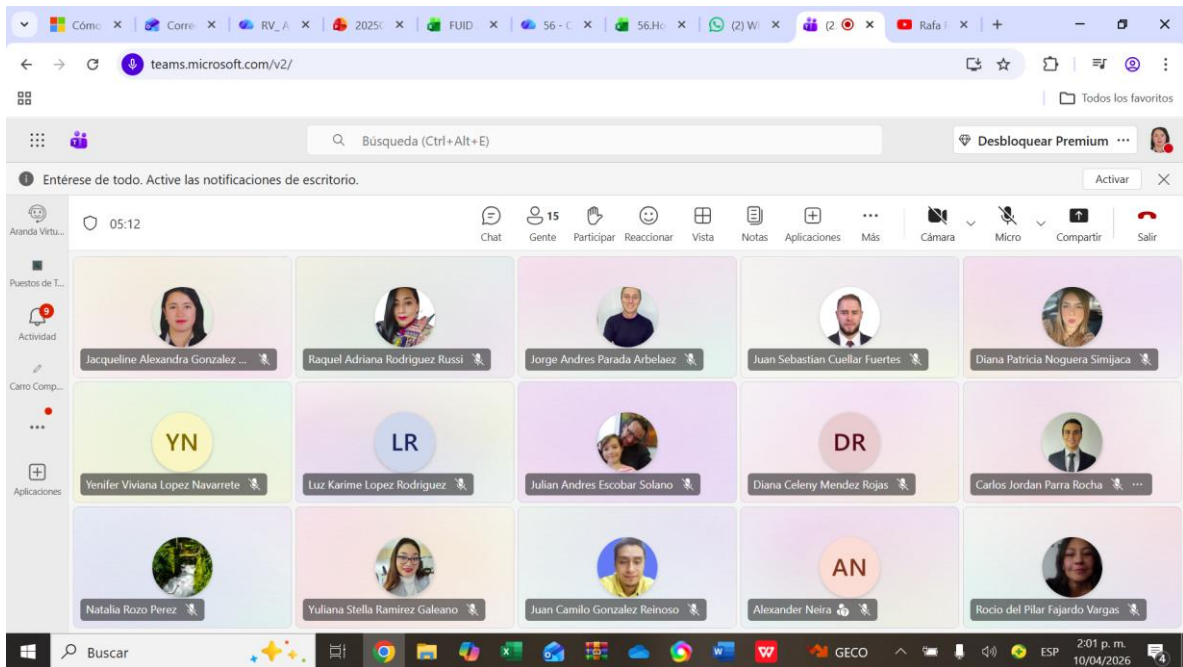 Cómo
Corre
RV_ A
2025
FUID
56 - C
56.Ho
(2) W
(2
Rafa
teams.microsoft.com/v2/
Todos los favoritos
Búsqueda (Ctrl+Alt+E)
Desbloquear Premium ...
Entérese de todo. Active las notificaciones de escritorio.
Activar
Aranda Virtu...
05:12
Chat
15
Gente
Participar
Reaccionar
Vista
Notas
Aplicaciones
Más
Cámara
Micro
Compartir
Salir
Puestos de T...
9
Actividad
Carro Comp...
Aplicaciones
Jacqueline Alexandra Gonzalez ...
Raquel Adriana Rodriguez Russi
Jorge Andres Parada Arbelaez
Juan Sebastian Cuellar Fuertes
Diana Patricia Noguera Simijaca
YN
Yenifer Viviana Lopez Navarrete
LR
Luz Karime Lopez Rodriguez
Julian Andres Escobar Solano
DR
Diana Celeny Mendez Rojas
Carlos Jordan Parra Rocha
Natalia Rozo Perez
Yuliana Stella Ramirez Galeano
Juan Camilo Gonzalez Reinoso
AN
Alexander Neira
Rocio del Pilar Fajardo Vargas
Buscar
GECO
ESP
2:01 p. m.
10/04/2026
4